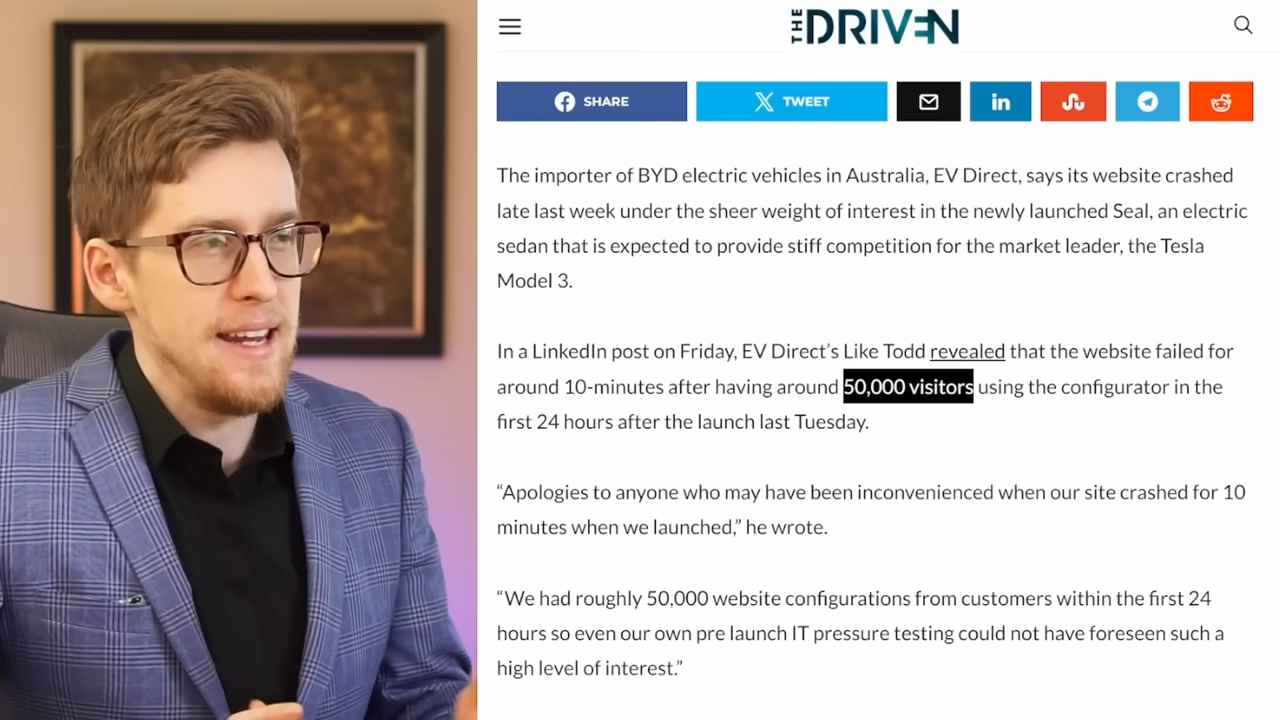 THE DRIVEN
SHARE
TWEET
in
The importer of BYD electric vehicles in Australia, EV Direct, says its website crashed
late last week under the sheer weight of interest in the newly launched Seal, an electric
sedan that is expected to provide stiff competition for the market leader, the Tesla
Model 3.
In a LinkedIn post on Friday, EV Direct’s Like Todd revealed that the website failed for
around 10-minutes after having around 50,000 visitors using the configurator in the
first 24 hours after the launch last Tuesday.
“Apologies to anyone who may have been inconvenienced when our site crashed for 10
minutes when we launched,” he wrote.
“We had roughly 50,000 website configurations from customers within the first 24
hours so even our own pre launch IT pressure testing could not have foreseen such a
high level of interest.”